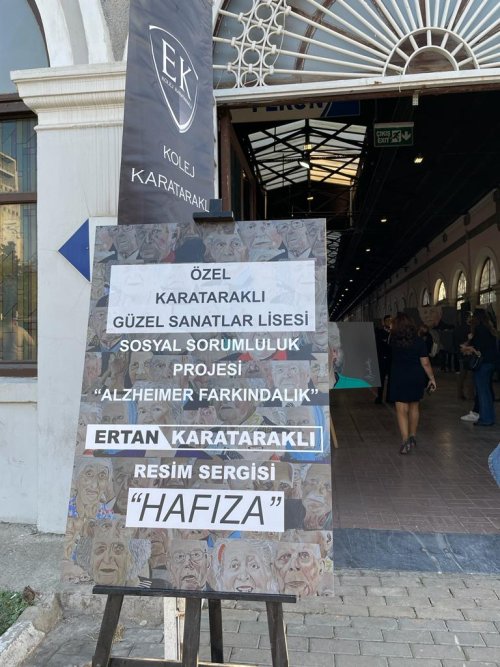 EK
KOLEJ
KARATARAKLI
ÇIKIŞ
EXIT
ÖZEL
KARATARAKLI
GÜZEL SANATLAR LİSESİ
SOSYAL SORUMLULUK
PROJESİ
“ALZHEIMER FARKINDALIK”
ERTAN KARATARAKLI
RESİM SERGİSİ
“HAFIZA”